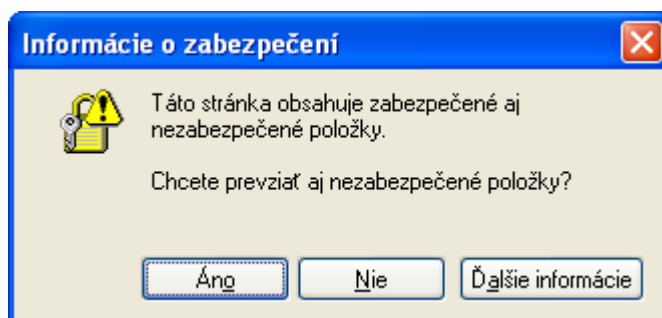 Informácie o zabezpečení
Táto stránka obsahuje zabezpečené aj
nezabezpečené položky.
Chcete prevziať aj nezabezpečené položky?
Áno
Nie
Ďalšie informácie